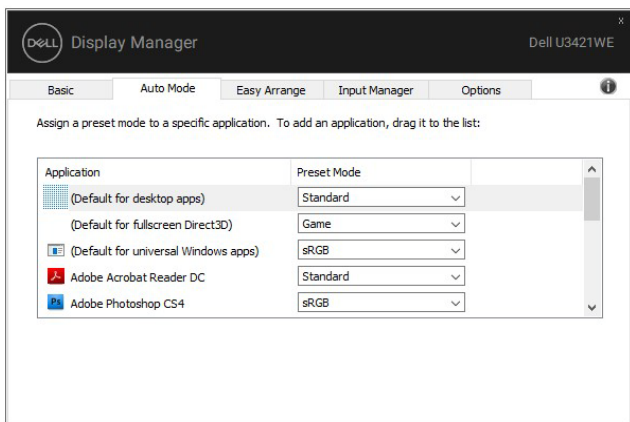 DELL Display Manager Dell U3421WE x
Basic Auto Mode Easy Arrange Input Manager Options i
Assign a preset mode to a specific application. To add an application, drag it to the list:
Application Preset Mode
(Default for desktop apps) Standard
(Default for fullscreen Direct3D) Game
(Default for universal Windows apps) sRGB
Adobe Acrobat Reader DC Standard
Ps Adobe Photoshop CS4 sRGB